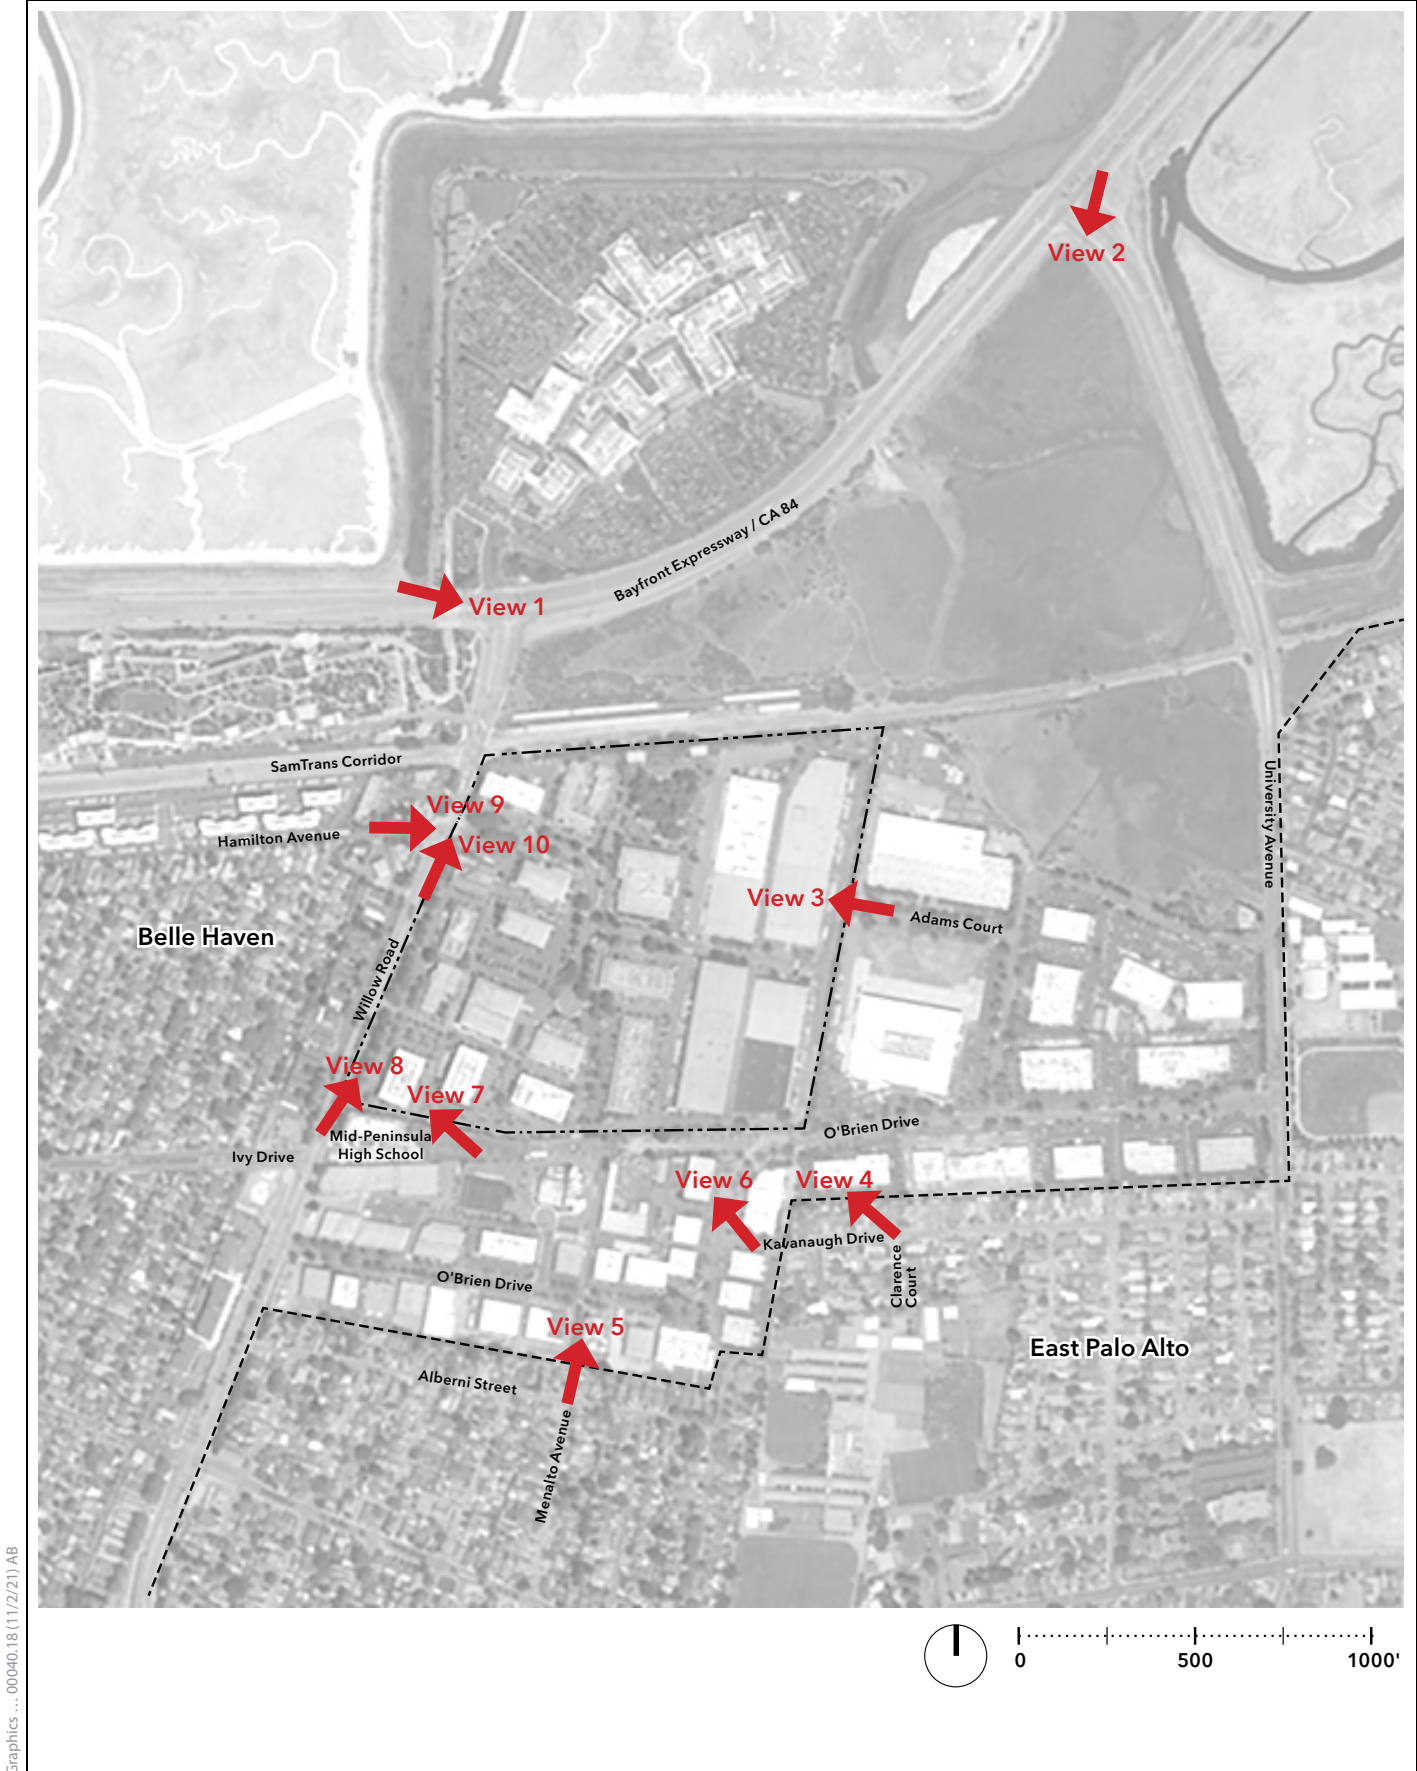 View 2
Bayfront Expressway / CA 84
View 1
SamTrans Corridor
View 9
Hamilton Avenue
View 10
University Avenue
View 3
Adams Court
Belle Haven
Willow Road
View 8
View 7
O'Brien Drive
Mid-Peninsula
High School
Ivy Drive
View 6
View 4
Kavanaugh Drive
Clarence
Court
O'Brien Drive
View 5
East Palo Alto
Alberni Street
Menalto Avenue
0 500 1000'
Graphics … 00040.18 (11/2/21) AB